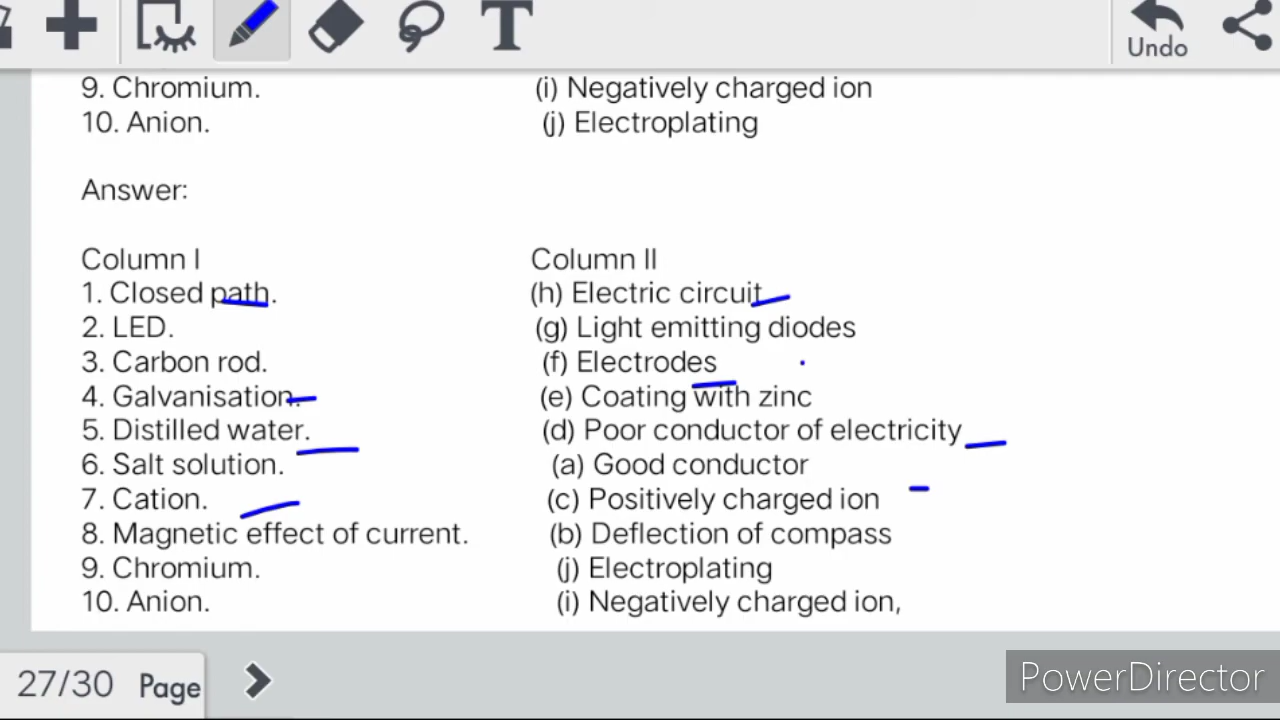 T
Undo
9. Chromium. (i) Negatively charged ion
10. Anion. (j) Electroplating
Answer:
Column I Column II
1. Closed path. (h) Electric circuit
2. LED. (g) Light emitting diodes
3. Carbon rod. (f) Electrodes
4. Galvanisation. (e) Coating with zinc
5. Distilled water. (d) Poor conductor of electricity
6. Salt solution. (a) Good conductor
7. Cation. (c) Positively charged ion
8. Magnetic effect of current. (b) Deflection of compass
9. Chromium. (j) Electroplating
10. Anion. (i) Negatively charged ion,
27/30 Page
PowerDirector